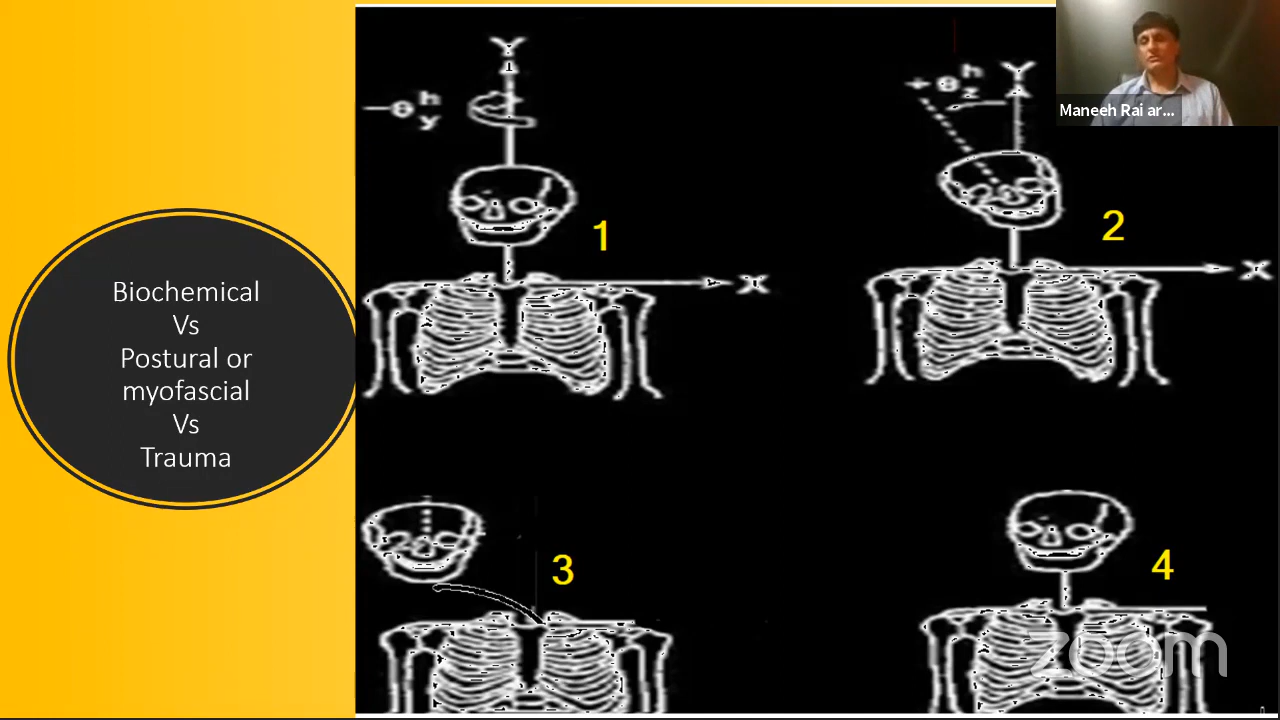 Biochemical
Vs
Postural or
myofascial
Vs
Trauma
Y
−θ h y
1
X
+θ h z
Y
2
X
3
4
Maneeh Rai ar...
zoom